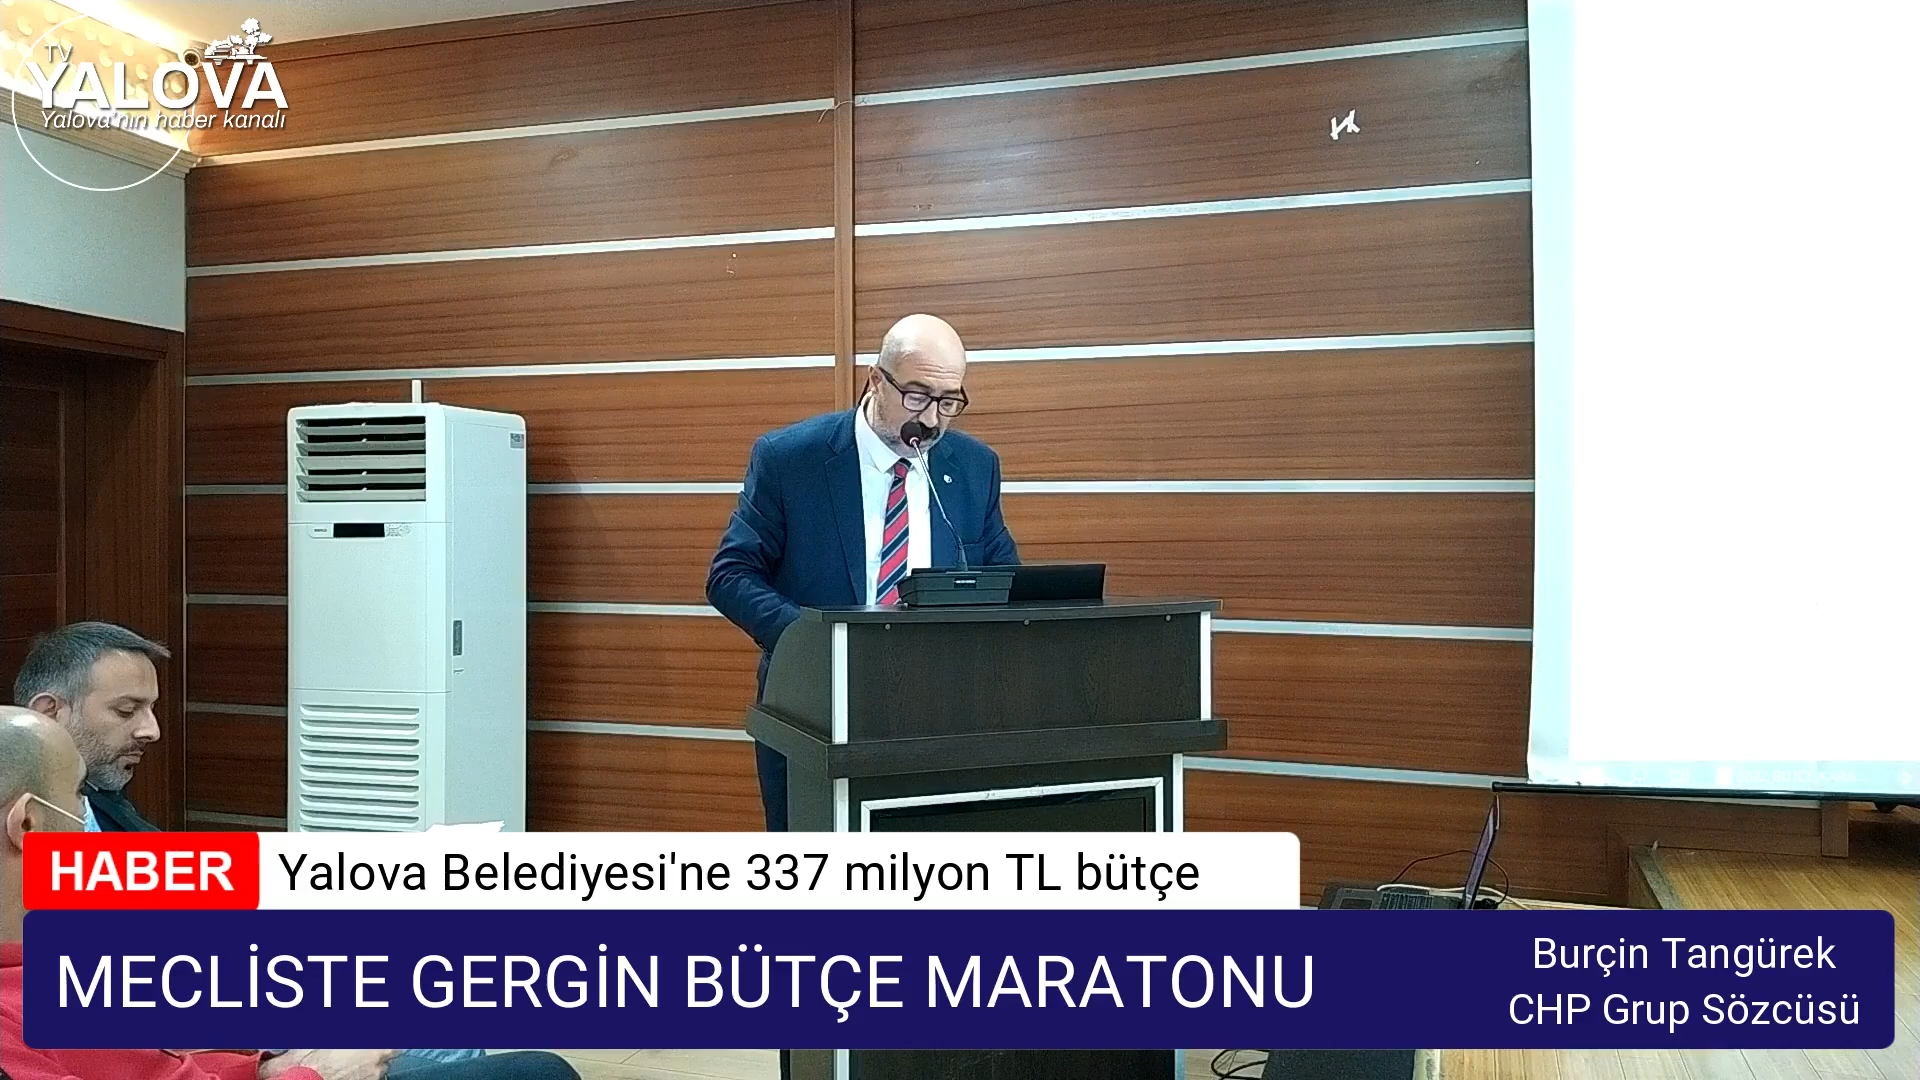 TV
YALOVA
Yalova'nın haber kanalı
HABER
Yalova Belediyesi'ne 337 milyon TL bütçe
MECLİSTE GERGİN BÜTÇE MARATONU
Burçin Tangürek
CHP Grup Sözcüsü